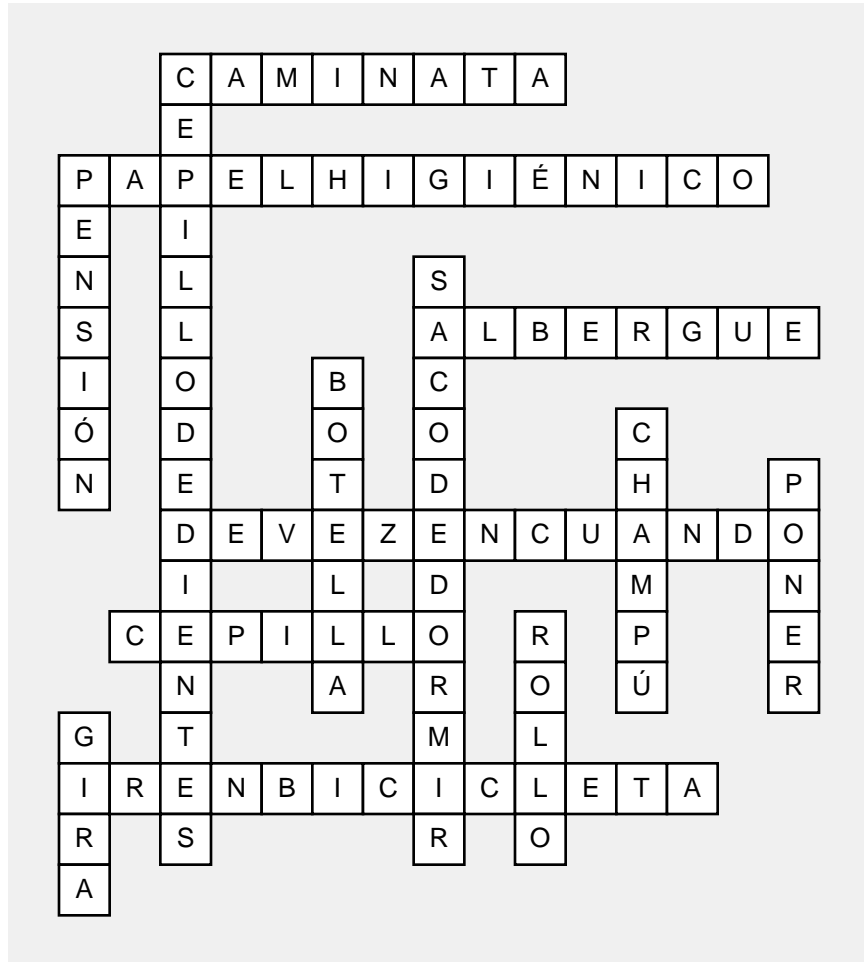 C A M I N A T A
E
P A P E L H I G I É N I C O
E I
N L S
S L A L B E R G U E
I O B C
Ó D O O C
N E T D H P
D E V E Z E N C U A N D O
I L D M N
C E P I L L O R P E
N A R O Ú R
G T M L
I R E N B I C I C L E T A
R S R O
A